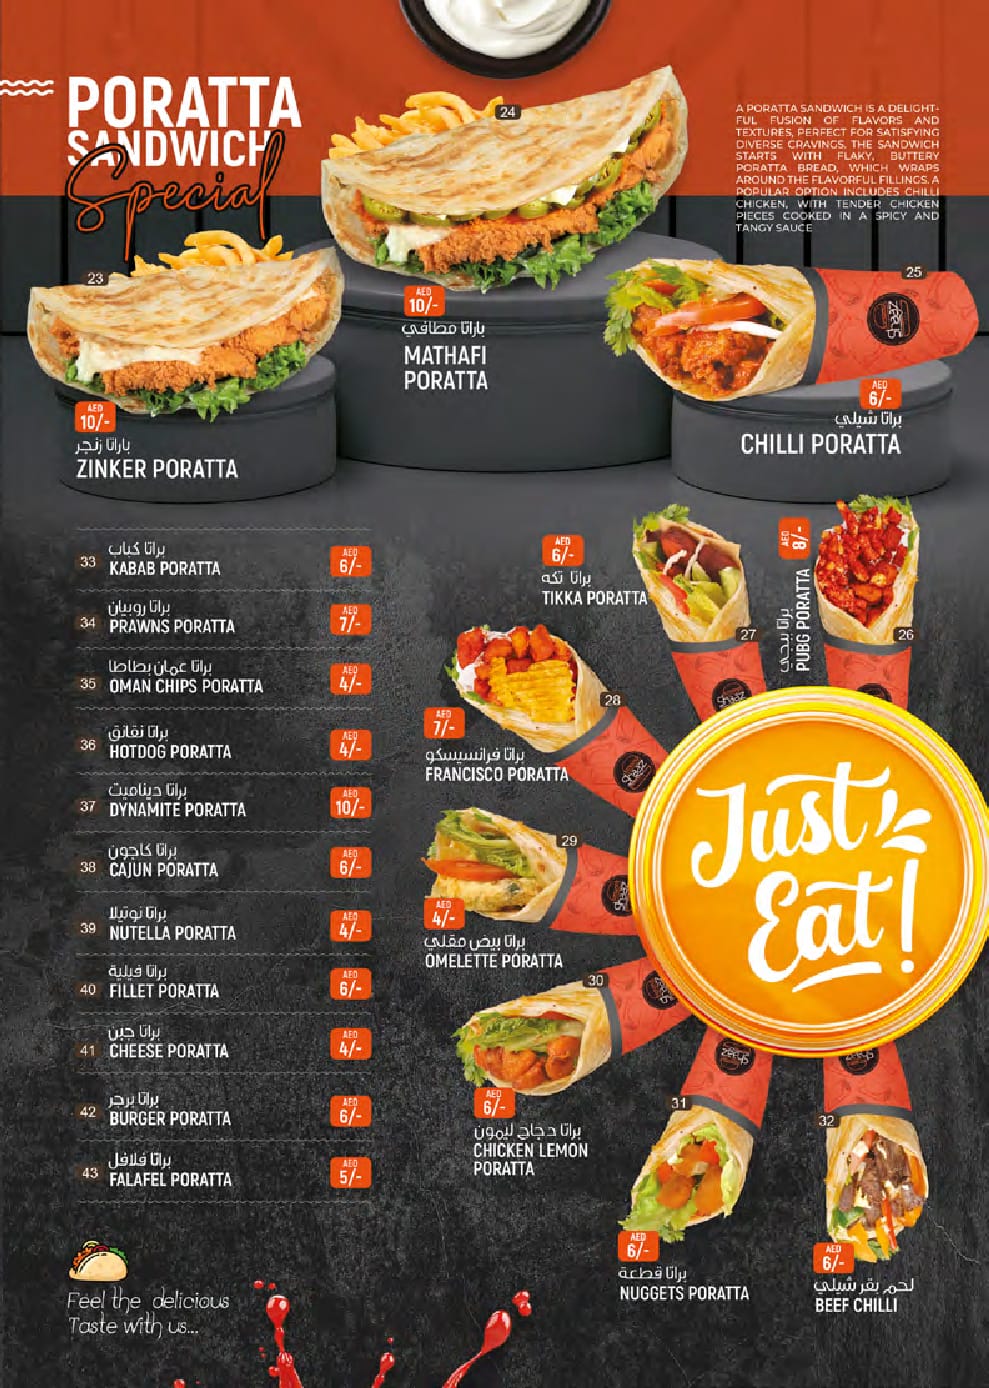 PORATTA
SANDWICH
Special
A PORATTA SANDWICH IS A DELIGHT-
FUL FUSION OF FLAVORS AND
TEXTURES, PERFECT FOR SATISFYING
DIVERSE CRAVINGS. THE SANDWICH
STARTS WITH FLAKY, BUTTERY
PORATTA BREAD, WHICH WRAPS
AROUND THE FLAVORFUL FILLINGS. A
POPULAR OPTION INCLUDES CHILLI
CHICKEN, WITH TENDER CHICKEN
PIECES COOKED IN A SPICY AND
TANGY SAUCE
23
AED
10/-
باراتا زنجر
ZINKER PORATTA
24
AED
10/-
باراتا مطافي
MATHAFI
PORATTA
25
AED
6/-
براتا شيلي
CHILLI PORATTA
33
براتا كباب
KABAB PORATTA
AED
6/-
34
براتا روبيان
PRAWNS PORATTA
AED
7/-
35
براتا عمان بطاطا
OMAN CHIPS PORATTA
AED
4/-
36
براتا نقانق
HOTDOG PORATTA
AED
4/-
37
براتا ديناميت
DYNAMITE PORATTA
AED
10/-
38
براتا كاجون
CAJUN PORATTA
AED
6/-
39
براتا نوتيلا
NUTELLA PORATTA
AED
4/-
40
براتا فيلية
FILLET PORATTA
AED
6/-
41
براتا جبن
CHEESE PORATTA
AED
4/-
42
براتا برجر
BURGER PORATTA
AED
6/-
43
براتا فلافل
FALAFEL PORATTA
AED
5/-
AED
6/-
براتا تكه
TIKKA PORATTA
27
AED
8/-
براتا ببجي
PUBG PORATTA
26
28
AED
7/-
براتا فرانسيسكو
FRANCISCO PORATTA
29
AED
4/-
براتا بيض مقلي
OMELETTE PORATTA
30
AED
6/-
براتا دجاج ليمون
CHICKEN LEMON
PORATTA
31
AED
6/-
براتا قطعة
NUGGETS PORATTA
32
AED
6/-
لحم بقر شيلي
BEEF CHILLI
Just
Eat!
Feel the delicious
Taste with us...